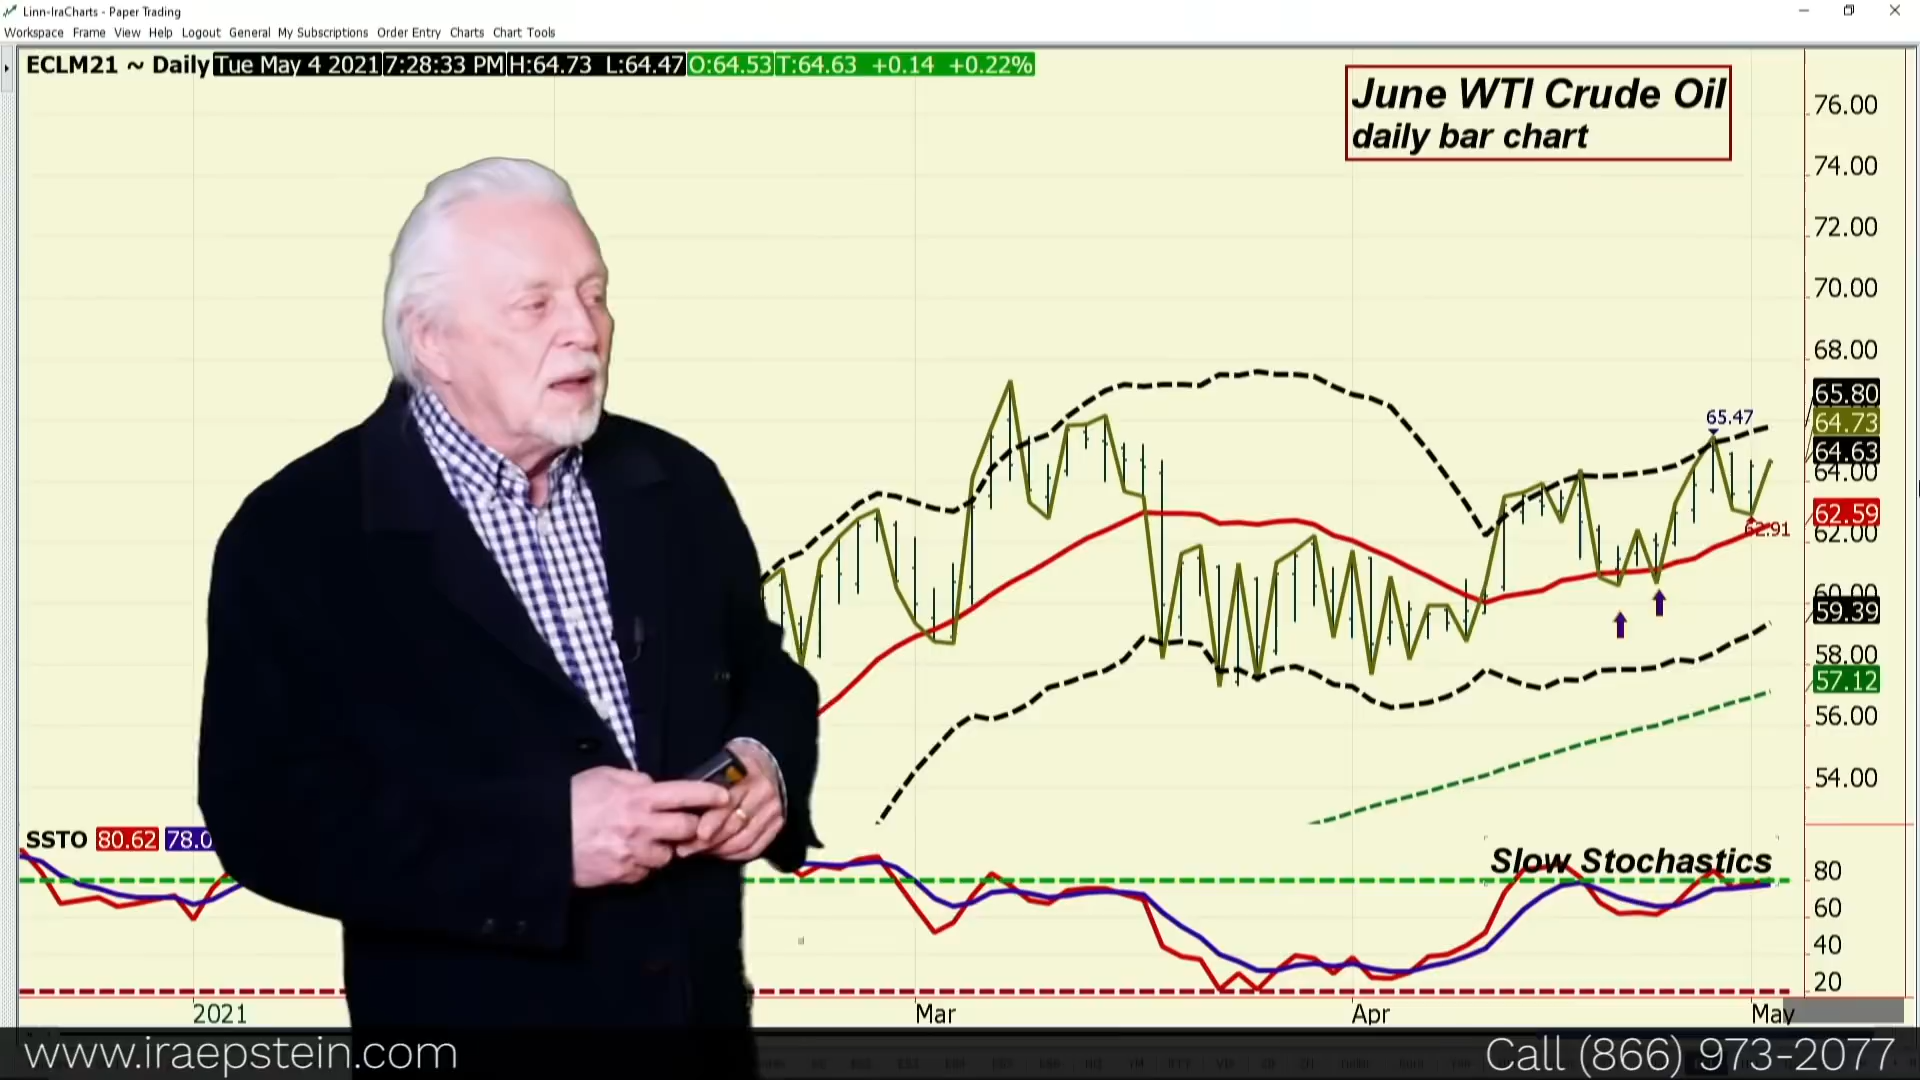 Linn-IraCharts - Paper Trading
Workspace Frame View Help Logout General My Subscriptions Order Entry Charts Chart Tools
ECLM21 ~ Daily Tue May 4 2021 7:28:33 PM H:64.73 L:64.47 O:64.53 T:64.63 +0.14 +0.22%
June WTI Crude Oil
daily bar chart
76.00
74.00
72.00
70.00
68.00
65.80
65.47
64.73
64.63
64.00
62.59
62.91
62.00
60.00
59.39
58.00
57.12
56.00
54.00
SSTO 80.62 78.0
Slow Stochastics
80
60
40
20
2021 Mar Apr May
www.iraepstein.com
Call (866) 973-2077